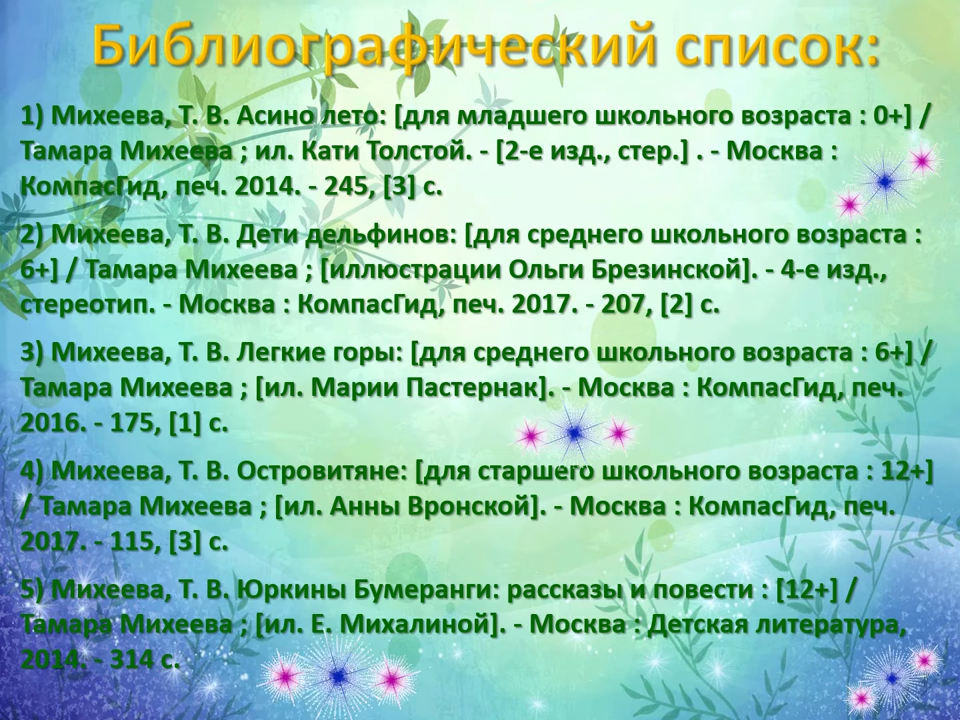 Библиографический список:
1) Михеева, Т. В. Асино лето: [для младшего школьного возраста : 0+] /
Тамара Михеева ; ил. Кати Толстой. - [2-е изд., стер.] . - Москва :
КомпасГид, печ. 2014. - 245, [3] с.
2) Михеева, Т. В. Дети дельфинов: [для среднего школьного возраста :
6+] / Тамара Михеева ; [иллюстрации Ольги Брезинской]. - 4-е изд.,
стереотип. - Москва : КомпасГид, печ. 2017. - 207, [2] с.
3) Михеева, Т. В. Легкие горы: [для среднего школьного возраста : 6+] /
Тамара Михеева ; [ил. Марии Пастернак]. - Москва : КомпасГид, печ.
2016. - 175, [1] с.
4) Михеева, Т. В. Островитяне: [для старшего школьного возраста : 12+]
/ Тамара Михеева ; [ил. Анны Вронской]. - Москва : КомпасГид, печ.
2017. - 115, [3] с.
5) Михеева, Т. В. Юркины Бумеранги: рассказы и повести : [12+] /
Тамара Михеева ; [ил. Е. Михалиной]. - Москва : Детская литература,
2014. - 314 с.